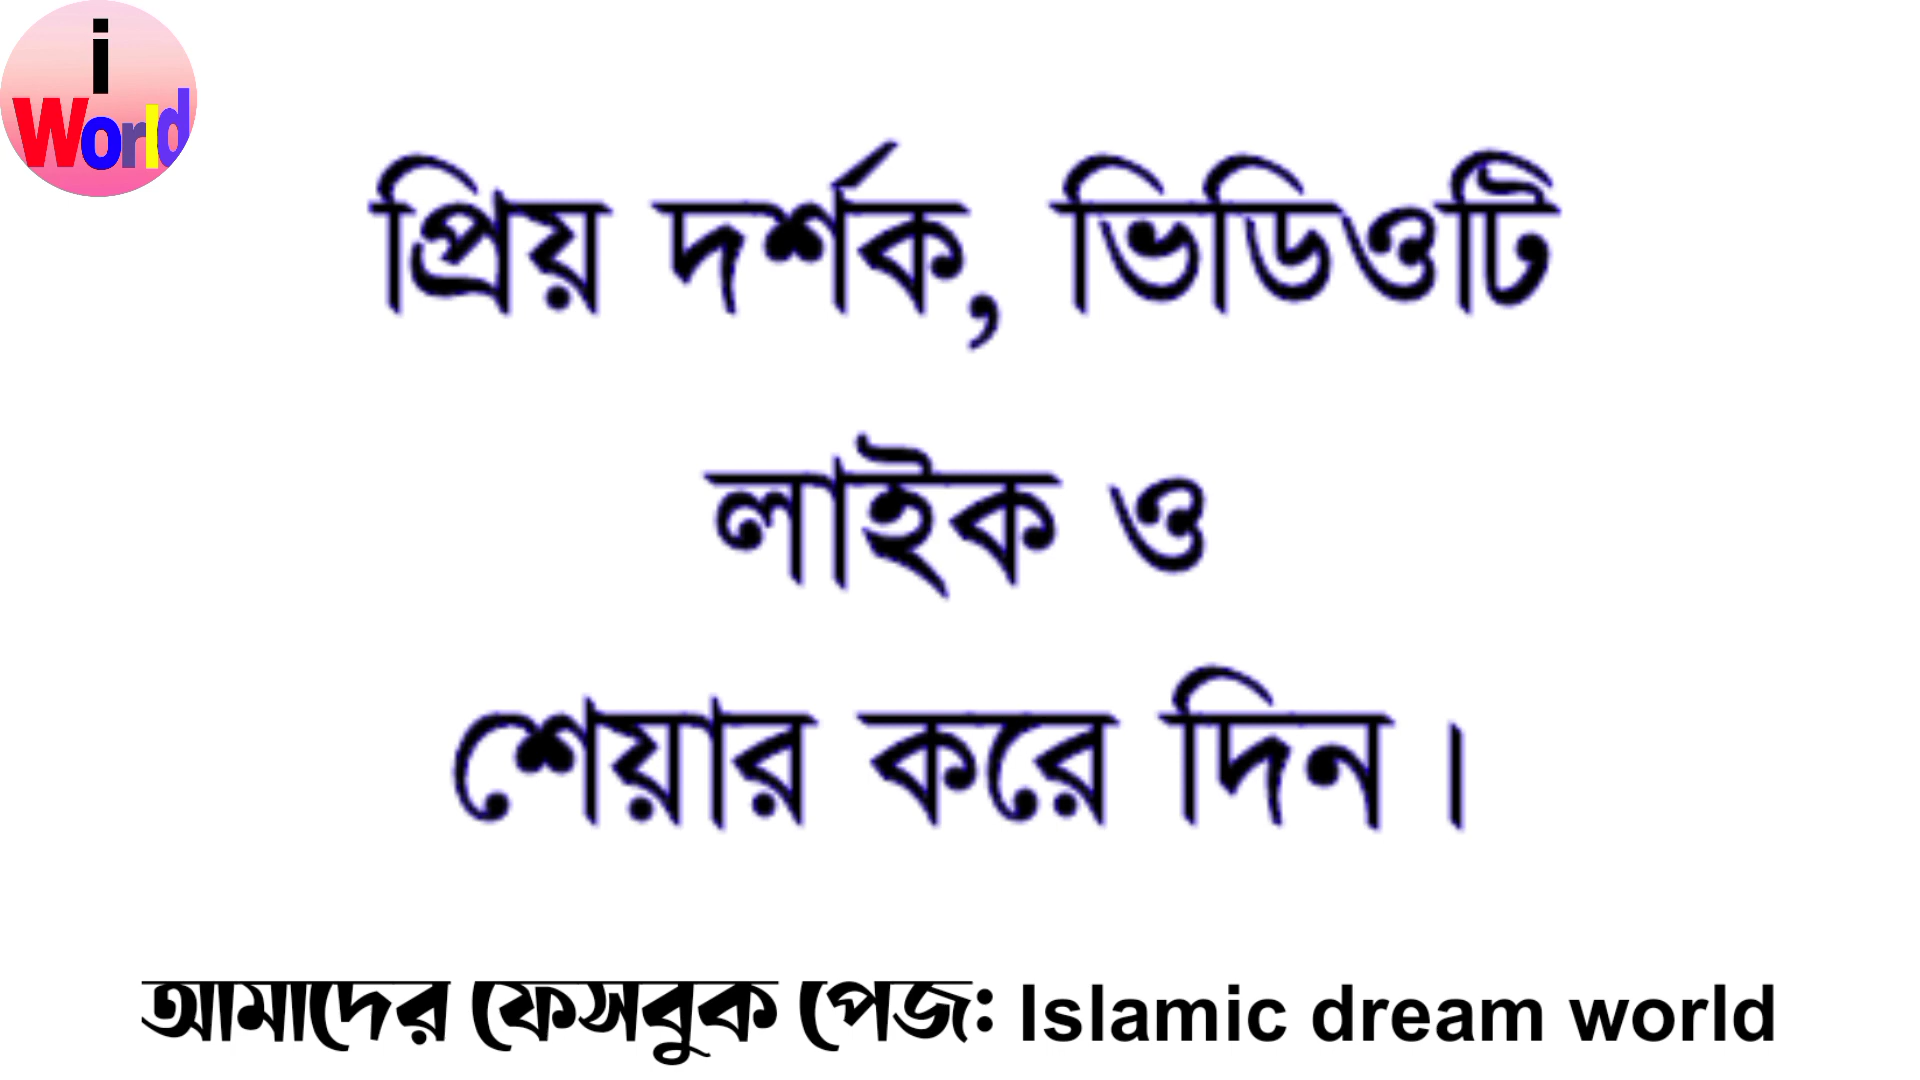 i
World
প্রিয় দর্শক, ভিডিওটি
লাইক ও
শেয়ার করে দিন।
আমাদের ফেসবুক পেজঃ Islamic dream world